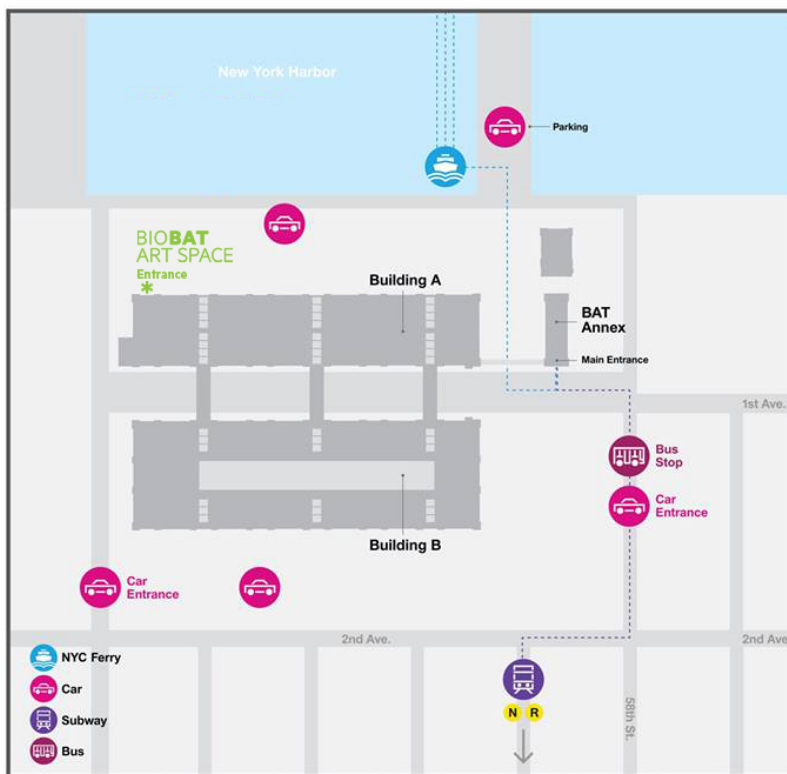 New York Harbor
Parking
BIOBAT
ART SPACE
Entrance
Building A
BAT
Annex
Main Entrance
1st Ave.
Bus
Stop
Car
Entrance
Building B
Car
Entrance
2nd Ave.
2nd Ave.
NYC Ferry
Car
Subway
Bus
N R
58th St.